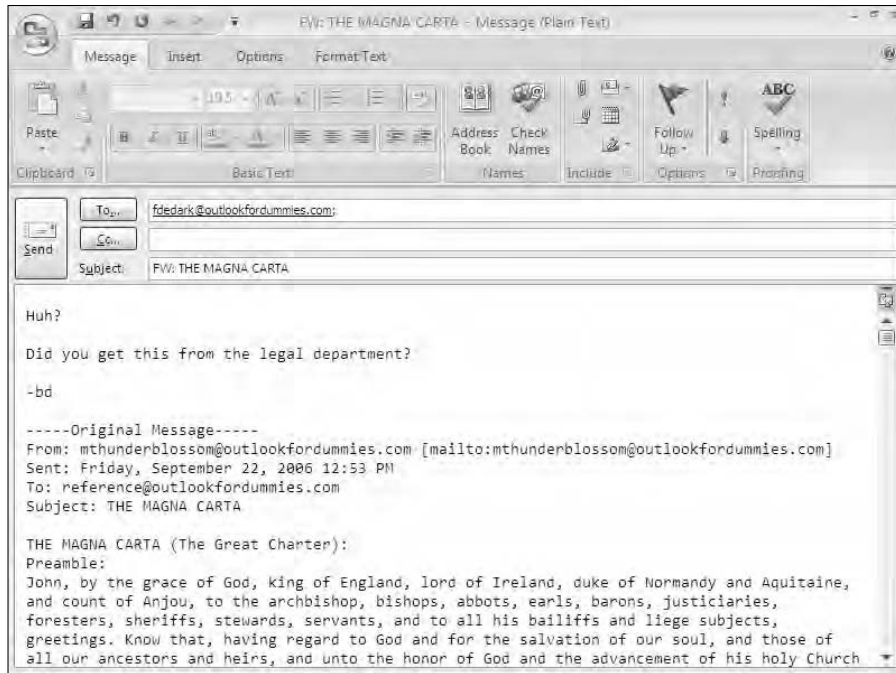 FW: THE MAGNA CARTA - Message (Plain Text)
Message Insert Options Format Text
Paste
10.5
B I U
ABC
Address Book Check Names Follow Up Spelling
Clipboard Basic Text Names Include Options Proofing
To... fdedark@outlookfordummies.com;
Cc...
Send
Subject: FW: THE MAGNA CARTA
Huh?
Did you get this from the legal department?
-bd
-----Original Message-----
From: mthunderblossom@outlookfordummies.com [mailto:mthunderblossom@outlookfordummies.com]
Sent: Friday, September 22, 2006 12:53 PM
To: reference@outlookfordummies.com
Subject: THE MAGNA CARTA
THE MAGNA CARTA (The Great Charter):
Preamble:
John, by the grace of God, king of England, lord of Ireland, duke of Normandy and Aquitaine,
and count of Anjou, to the archbishop, bishops, abbots, earls, barons, justiciaries,
foresters, sheriffs, stewards, servants, and to all his bailiffs and liege subjects,
greetings. Know that, having regard to God and for the salvation of our soul, and those of
all our ancestors and heirs, and unto the honor of God and the advancement of his holy Church